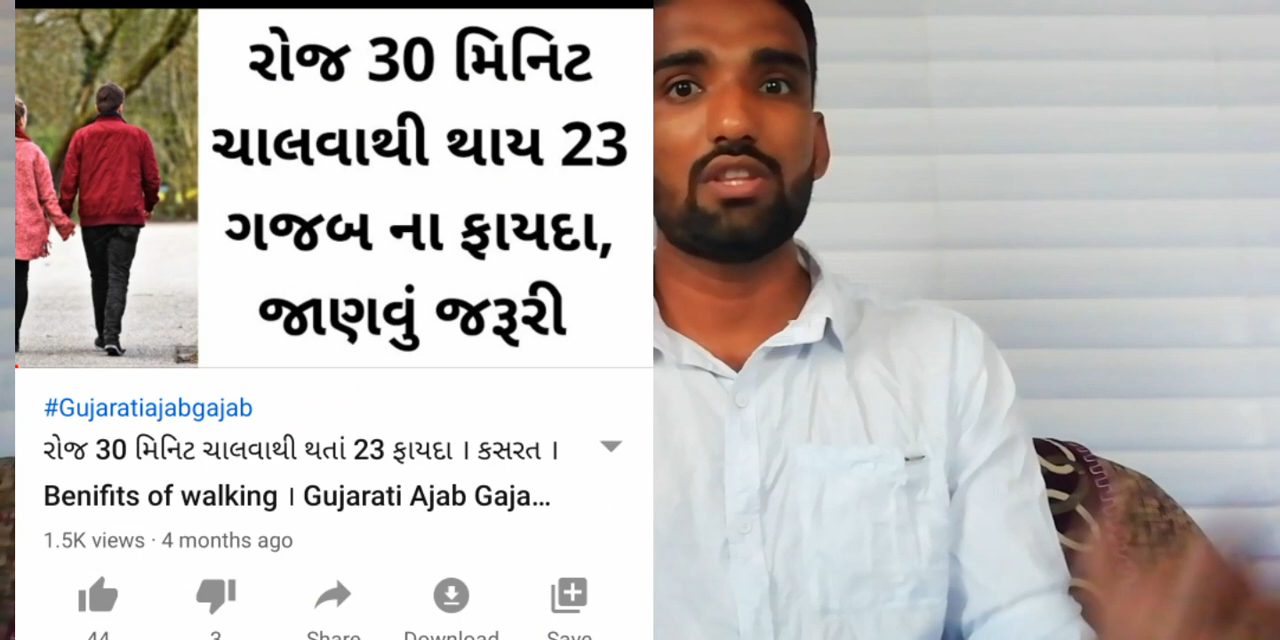 રોજ 30 મિનિટ
ચાલવાથી થાય 23
ગજબ ના ફાયદા,
જાણવું જરૂરી
#Gujaratiajabgajab
રોજ 30 મિનિટ ચાલવાથી થતાં 23 ફાયદા । કસરત ।
Benifits of walking । Gujarati Ajab Gaja...
1.5K views · 4 months ago
44 3 Share Download Save